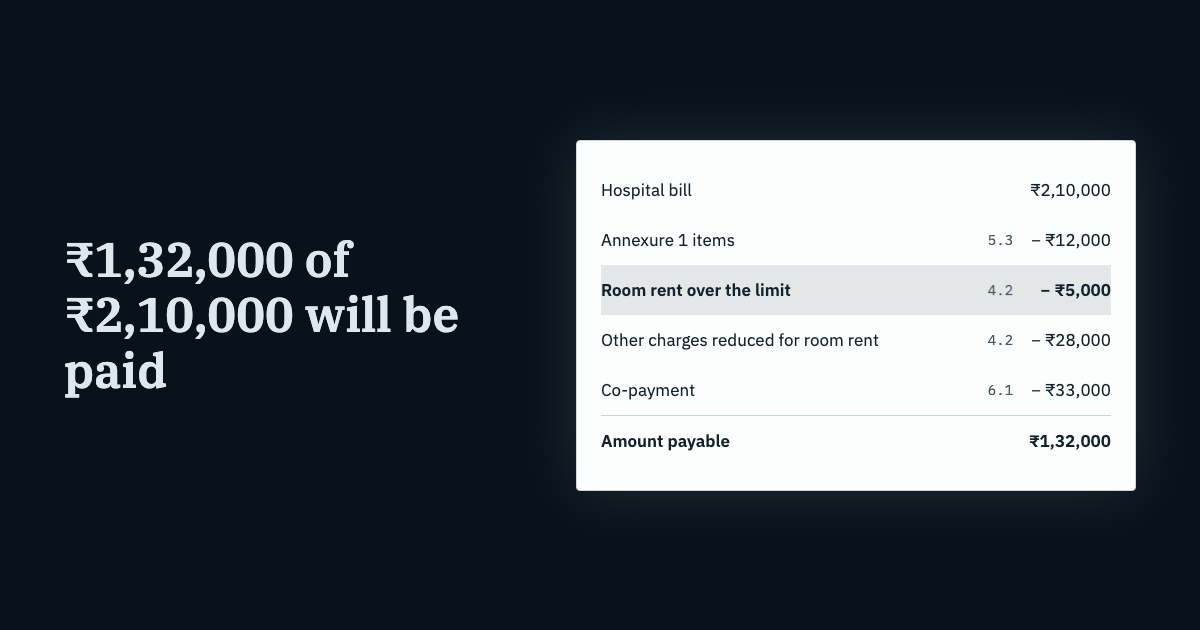 ₹1,32,000 of
₹2,10,000 will be
paid
Hospital bill ₹2,10,000
Annexure 1 items 5.3 – ₹12,000
Room rent over the limit 4.2 – ₹5,000
Other charges reduced for room rent 4.2 – ₹28,000
Co-payment 6.1 – ₹33,000
Amount payable ₹1,32,000